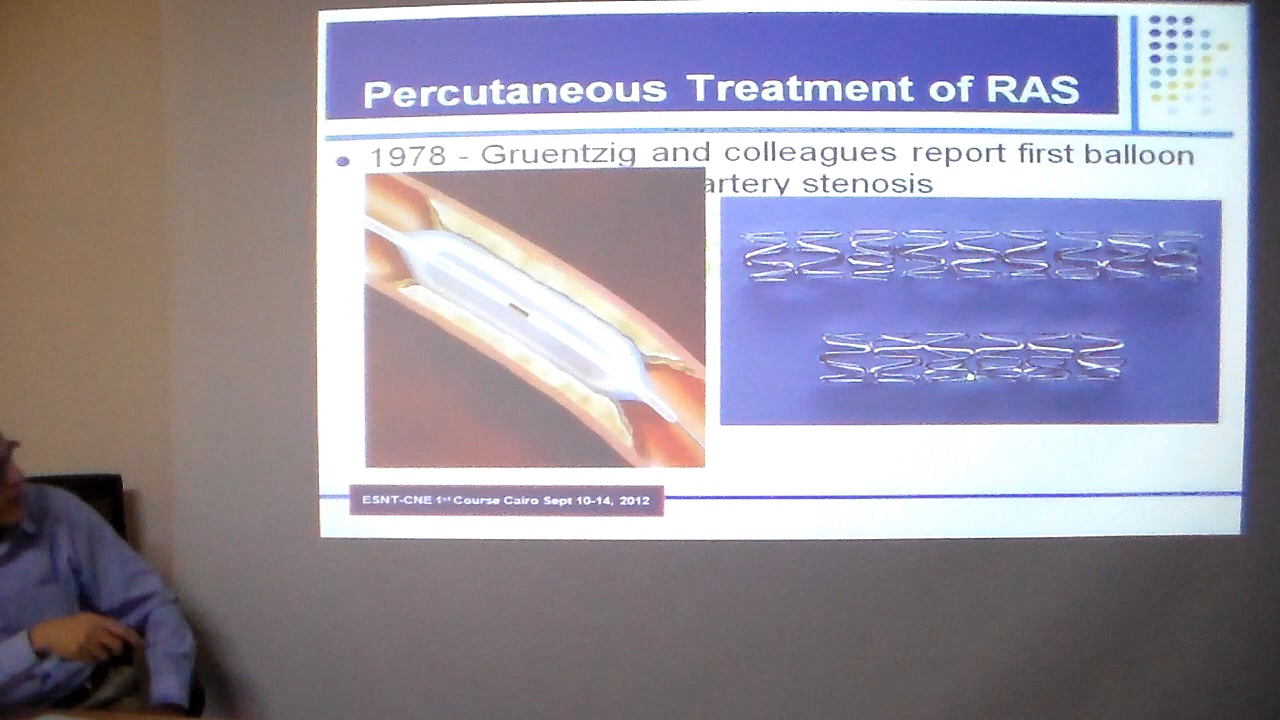 Percutaneous Treatment of RAS
• 1978 - Gruentzig and colleagues report first balloon
artery stenosis
ESNT-CNE 1st Course Cairo Sept 10-14, 2012